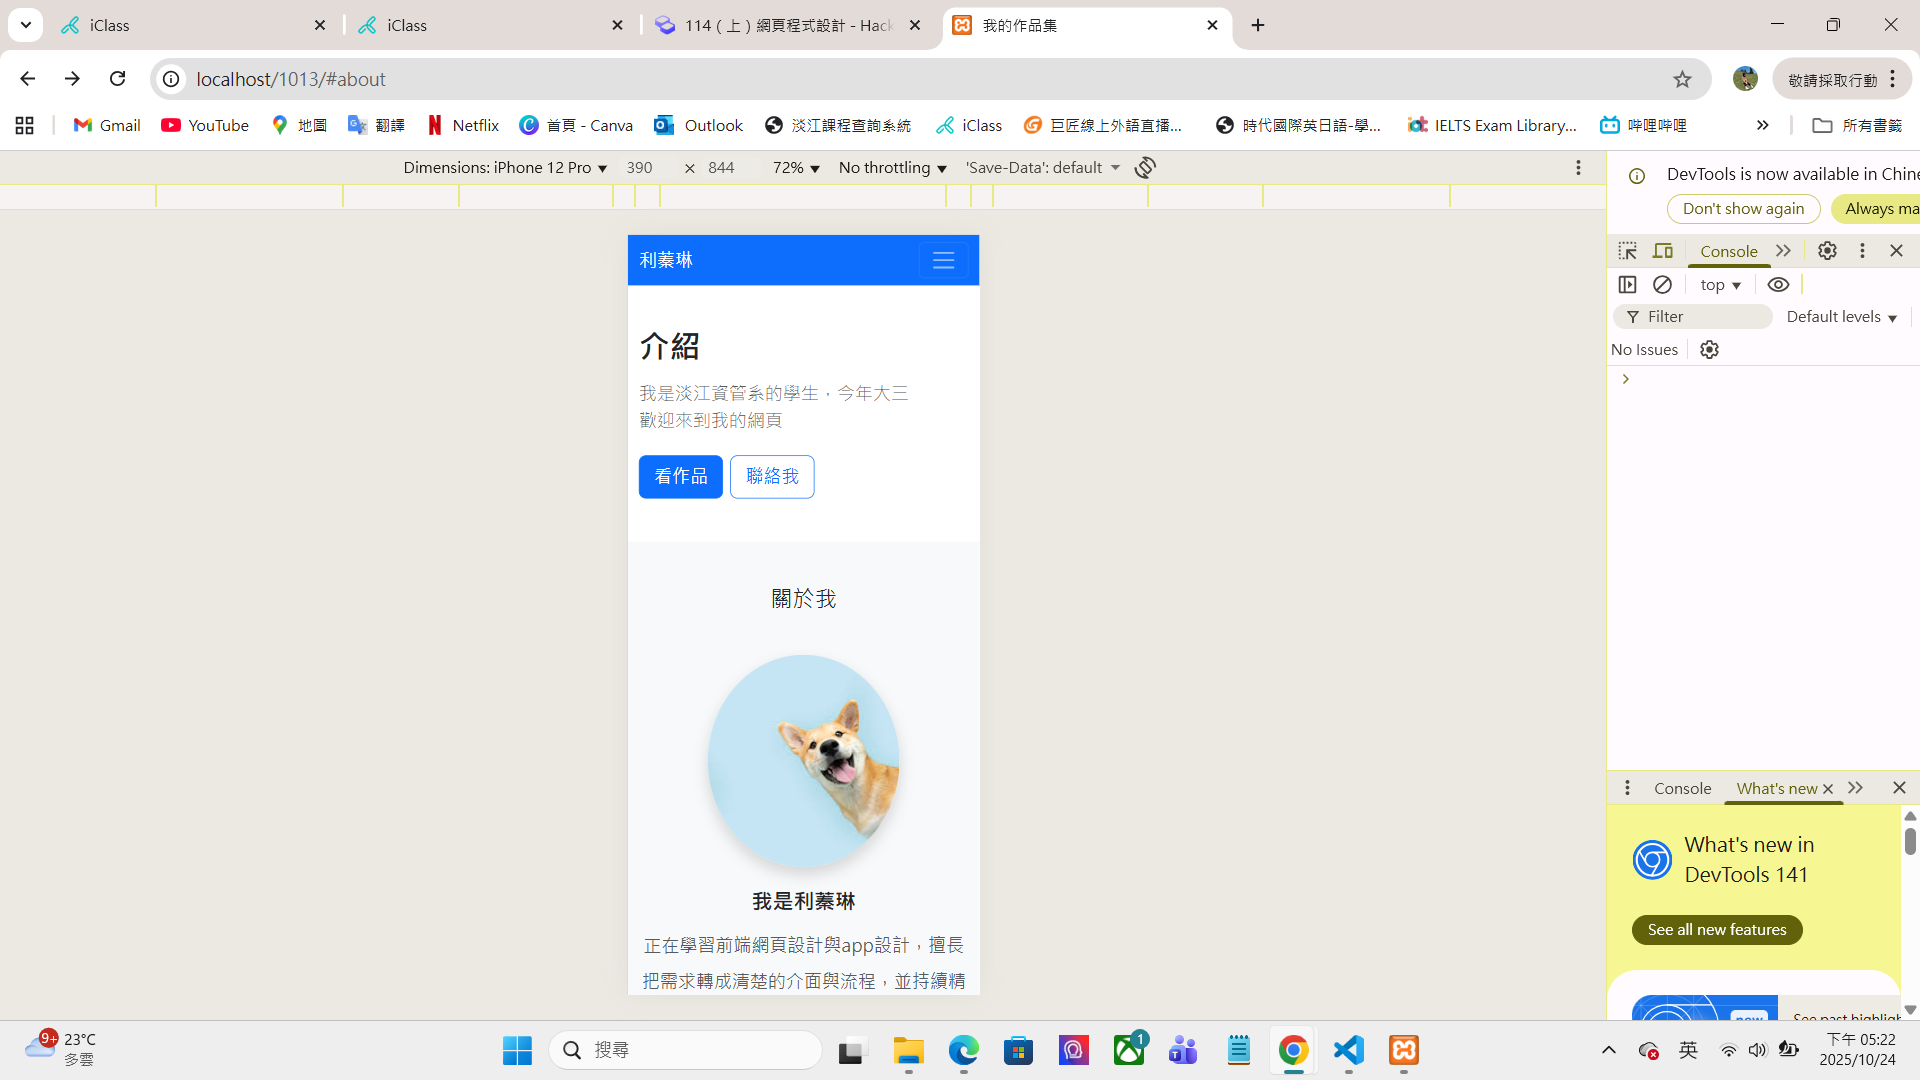 iClass
iClass
114 ( 上 ) 網頁程式設計 - Hack
我的作品集
localhost/1013/#about
敬請採取行動
Gmail
YouTube
地圖
翻譯
Netflix
首頁 - Canva
Outlook
淡江課程查詢系統
iClass
巨匠線上外語直播...
時代國際英日語-學...
IELTS Exam Library...
哔哩哔哩
所有書籤
Dimensions: iPhone 12 Pro
390 × 844
72%
No throttling
'Save-Data': default
DevTools is now available in Chine
Don't show again
Always ma
Console
top
Filter
Default levels
No Issues
利蓁琳
介紹
我是淡江資管系的學生，今年大三
歡迎來到我的網頁
看作品
聯絡我
關於我
我是利蓁琳
正在學習前端網頁設計與app設計，擅長
把需求轉成清楚的介面與流程，並持續精
Console
What's new
What's new in
DevTools 141
See all new features
new
See past highligh
9+
23°C
多雲
搜尋
1
英
下午 05:22
2025/10/24